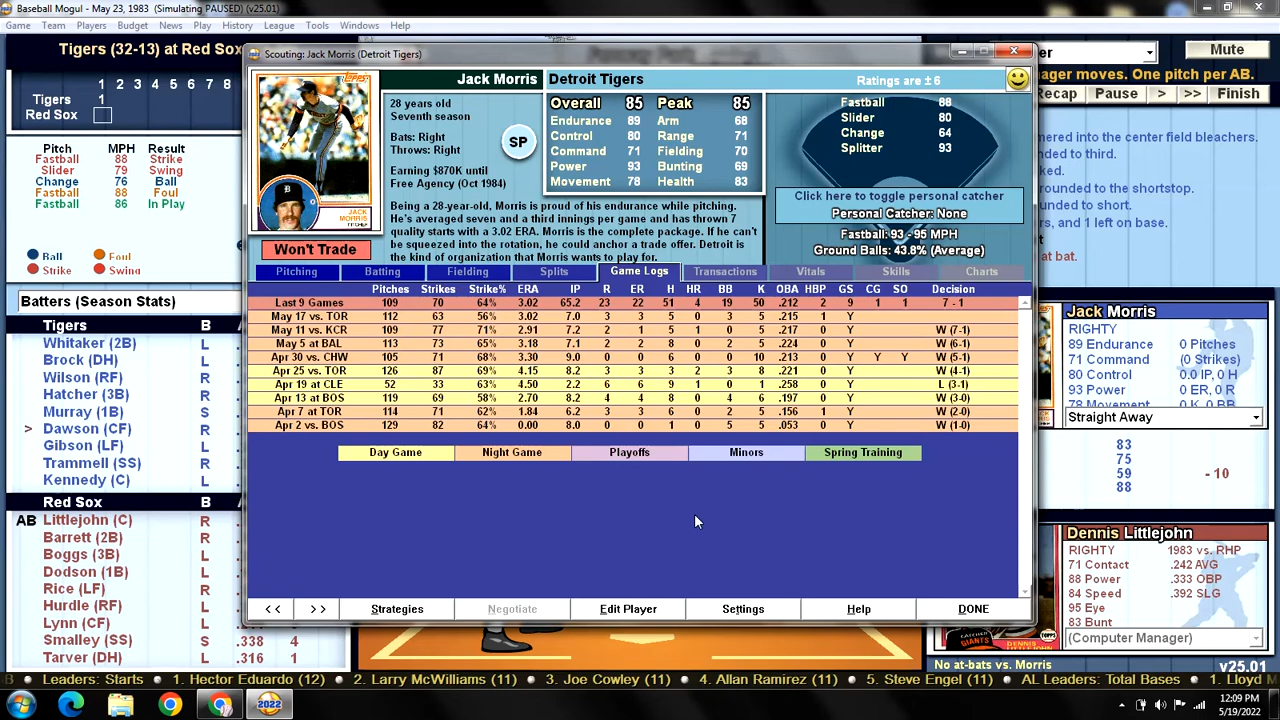 Baseball Mogul - May 23, 1983 (Simulating PAUSED) (v25.01)
Game Team Players Budget News Play History League Tools Windows Help
Tigers (32-13) at Red Sox
1 2 3 4 5 6 7 8
Tigers 1
Red Sox
Pitch MPH Result
Fastball 88 Strike
Slider 79 Swing
Change 76 Ball
Fastball 88 Foul
Fastball 86 In Play
Ball Foul
Strike Swing
Batters (Season Stats)
Tigers B
Whitaker (2B) L
Brock (DH) L
Wilson (RF) R
Hatcher (3B) R
Murray (1B) S
> Dawson (CF) R
Gibson (LF) L
Trammell (SS) R
Kennedy (C) L
Red Sox B
AB Littlejohn (C) R
Barrett (2B) R
Boggs (3B) L
Dodson (1B) L
Rice (LF) R
Hurdle (RF) L
Lynn (CF) L
Smalley (SS) S .338 4
Tarver (DH) L .316 1
Scouting: Jack Morris (Detroit Tigers)
Topps
JACK MORRIS
PITCHER
Won't Trade
Jack Morris
28 years old
Seventh season
Bats: Right
Throws: Right
Earning $870K until
Free Agency (Oct 1984)
SP
Detroit Tigers
Overall 85 Peak 85
Endurance 89 Arm 68
Control 80 Range 71
Command 71 Fielding 70
Power 93 Bunting 69
Movement 78 Health 83
Being a 28-year-old, Morris is proud of his endurance while pitching.
He's averaged seven and a third innings per game and has thrown 7
quality starts with a 3.02 ERA. Morris is the complete package. If he can't
be squeezed into the rotation, he could anchor a trade offer. Detroit is
the kind of organization that Morris wants to play for.
Ratings are ± 6
Fastball 88
Slider 80
Change 64
Splitter 93
Click here to toggle personal catcher
Personal Catcher: None
Fastball: 93 - 95 MPH
Ground Balls: 43.8% (Average)
Pitching Batting Fielding Splits Game Logs Transactions Vitals Skills Charts
Pitches Strikes Strike% ERA IP R ER H HR BB K OBA HBP GS CG SO Decision
Last 9 Games 109 70 64% 3.02 65.2 23 22 51 4 19 50 .212 2 9 1 1 7 - 1
May 17 vs. TOR 112 63 56% 3.02 7.0 3 3 5 0 3 5 .215 1 Y
May 11 vs. KCR 109 77 71% 2.91 7.2 2 1 5 1 0 5 .217 0 Y W (7-1)
May 5 at BAL 113 73 65% 3.18 7.1 2 2 8 0 2 5 .224 0 Y W (6-1)
Apr 30 vs. CHW 105 71 68% 3.30 9.0 0 0 6 0 0 10 .213 0 Y Y Y W (5-1)
Apr 25 vs. TOR 126 87 69% 4.15 8.2 3 3 3 2 3 8 .221 0 Y W (4-1)
Apr 19 at CLE 52 33 63% 4.50 2.2 6 6 9 1 0 1 .258 0 Y L (3-1)
Apr 13 at BOS 119 69 58% 2.70 8.2 4 4 8 0 4 6 .197 0 Y W (3-0)
Apr 7 at TOR 114 71 62% 1.84 6.2 3 3 6 0 2 5 .156 1 Y W (2-0)
Apr 2 vs. BOS 129 82 64% 0.00 8.0 0 0 1 0 5 5 .053 0 Y W (1-0)
Day Game Night Game Playoffs Minors Spring Training
<< >> Strategies Negotiate Edit Player Settings Help DONE
Mute
nager moves. One pitch per AB.
Recap Pause > >> Finish
mered into the center field bleachers.
nded to third.
ked.
rounded to the shortstop.
rounded to short.
rs, and 1 left on base.
at bat.
Jack Morris
RIGHTY
89 Endurance 0 Pitches
71 Command (0 Strikes)
80 Control 0.0 IP, 0 H
93 Power 0 ER, 0 R
78 Movement 0 K, 0 BB
Straight Away
83
75
59 - 10
88
Dennis Littlejohn
RIGHTY 1983 vs. RHP
71 Contact .242 AVG
88 Power .333 OBP
84 Speed .392 SLG
95 Eye
83 Bunt
(Computer Manager)
CATCHER GIANTS
No at-bats vs. Morris v25.01
B Leaders: Starts 1. Hector Eduardo (12) 2. Larry McWilliams (11) 3. Joe Cowley (11) 4. Allan Ramirez (11) 5. Steve Engel (11) AL Leaders: Total Bases 1. Lloyd M
2022
12:09 PM
5/19/2022